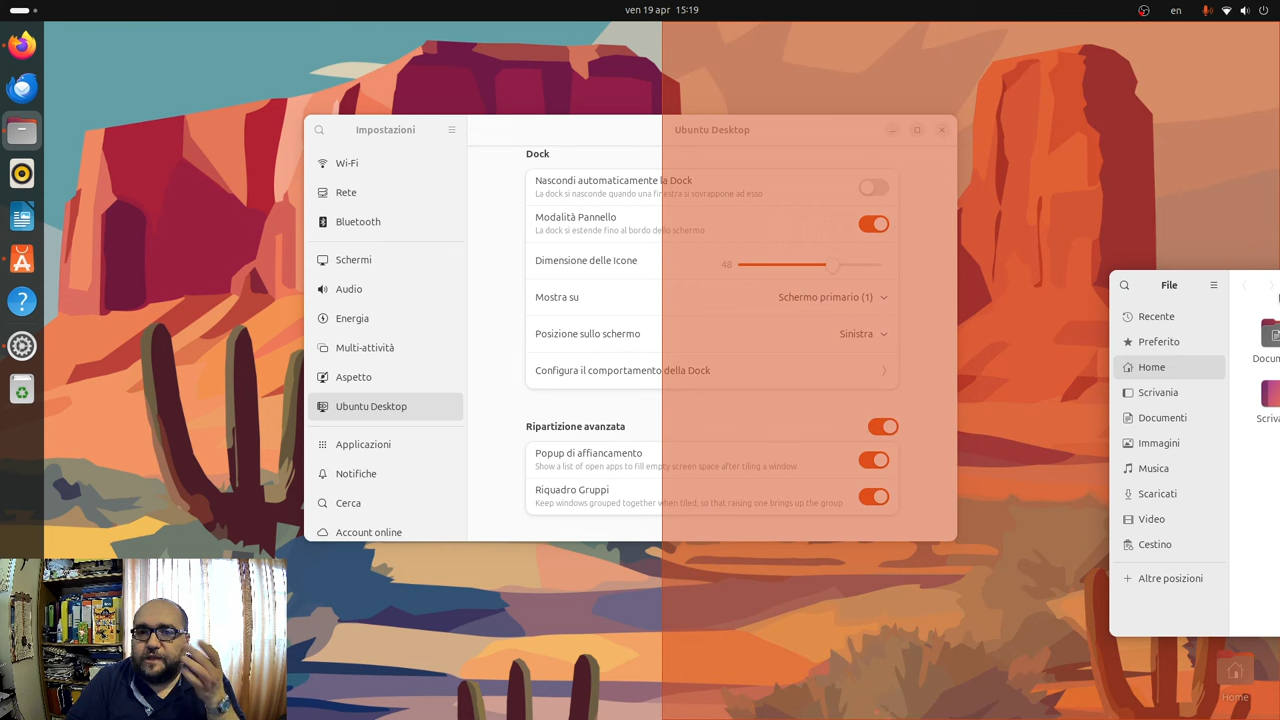 ven 19 apr 15:19
en
Impostazioni
Wi-Fi
Rete
Bluetooth
Schermi
Audio
Energia
Multi-attività
Aspetto
Ubuntu Desktop
Applicazioni
Notifiche
Cerca
Account online
Ubuntu Desktop
Dock
Nascondi automaticamente la Dock
La dock si nasconde quando una finestra si sovrappone ad esso
Modalità Pannello
La dock si estende fino al bordo dello schermo
Dimensione delle Icone
48
Mostra su
Schermo primario (1)
Posizione sullo schermo
Sinistra
Configura il comportamento della Dock
Ripartizione avanzata
Popup di affiancamento
Show a list of open apps to fill empty screen space after tiling a window
Riquadro Gruppi
Keep windows grouped together when tiled, so that raising one brings up the group
File
Recente
Preferito
Home
Scrivania
Documenti
Immagini
Musica
Scaricati
Video
Cestino
Altre posizioni
Docum
Scriva
Home